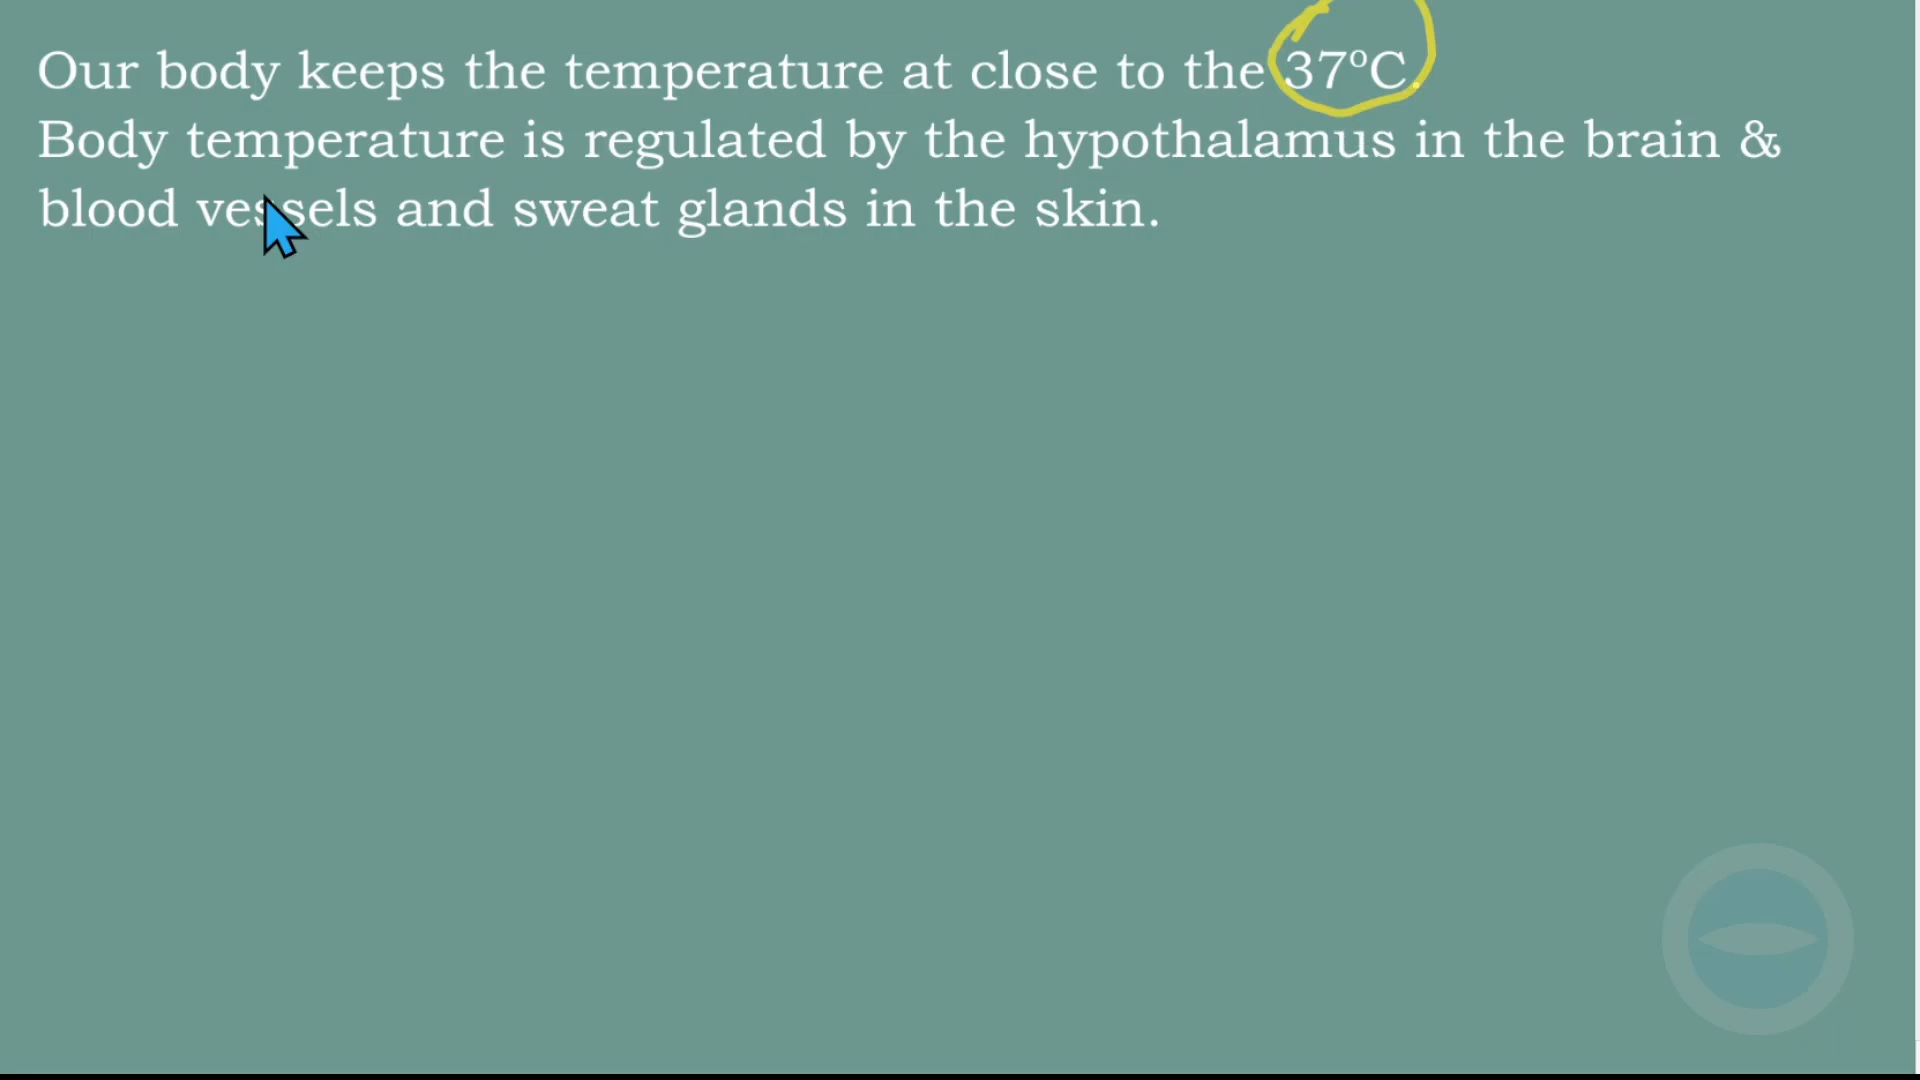 Our body keeps the temperature at close to the 37ºC.
Body temperature is regulated by the hypothalamus in the brain &
blood vessels and sweat glands in the skin.